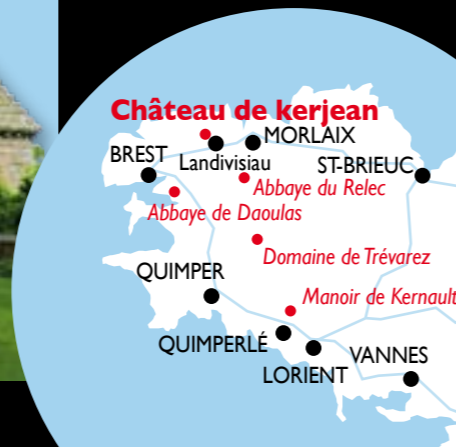 Château de kerjean
MORLAIX
BREST
Landivisiau
ST-BRIEUC
Abbaye du Relec
Abbaye de Daoulas
Domaine de Trévarez
QUIMPER
Manoir de Kernault
QUIMPERLÉ
VANNES
LORIENT